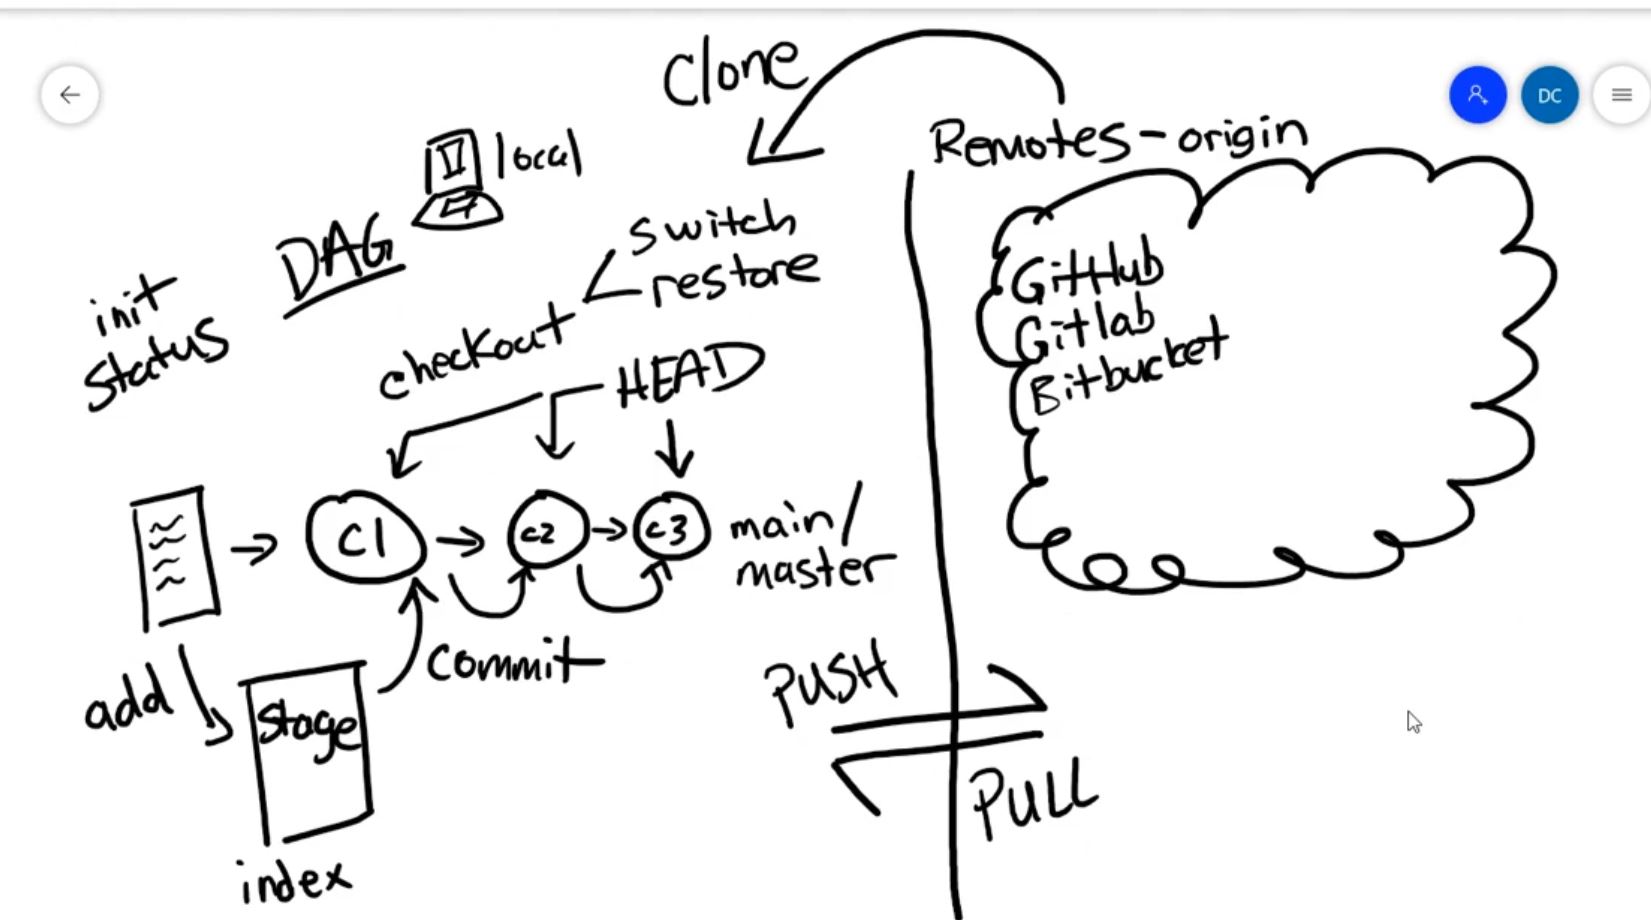 Clone
DC
Remotes - origin
local
DAG
switch
restore
init
status
checkout
HEAD
GitHub
Gitlab
Bitbucket
C1
C2
C3
main/
master
add
stage
commit
index
PUSH
PULL